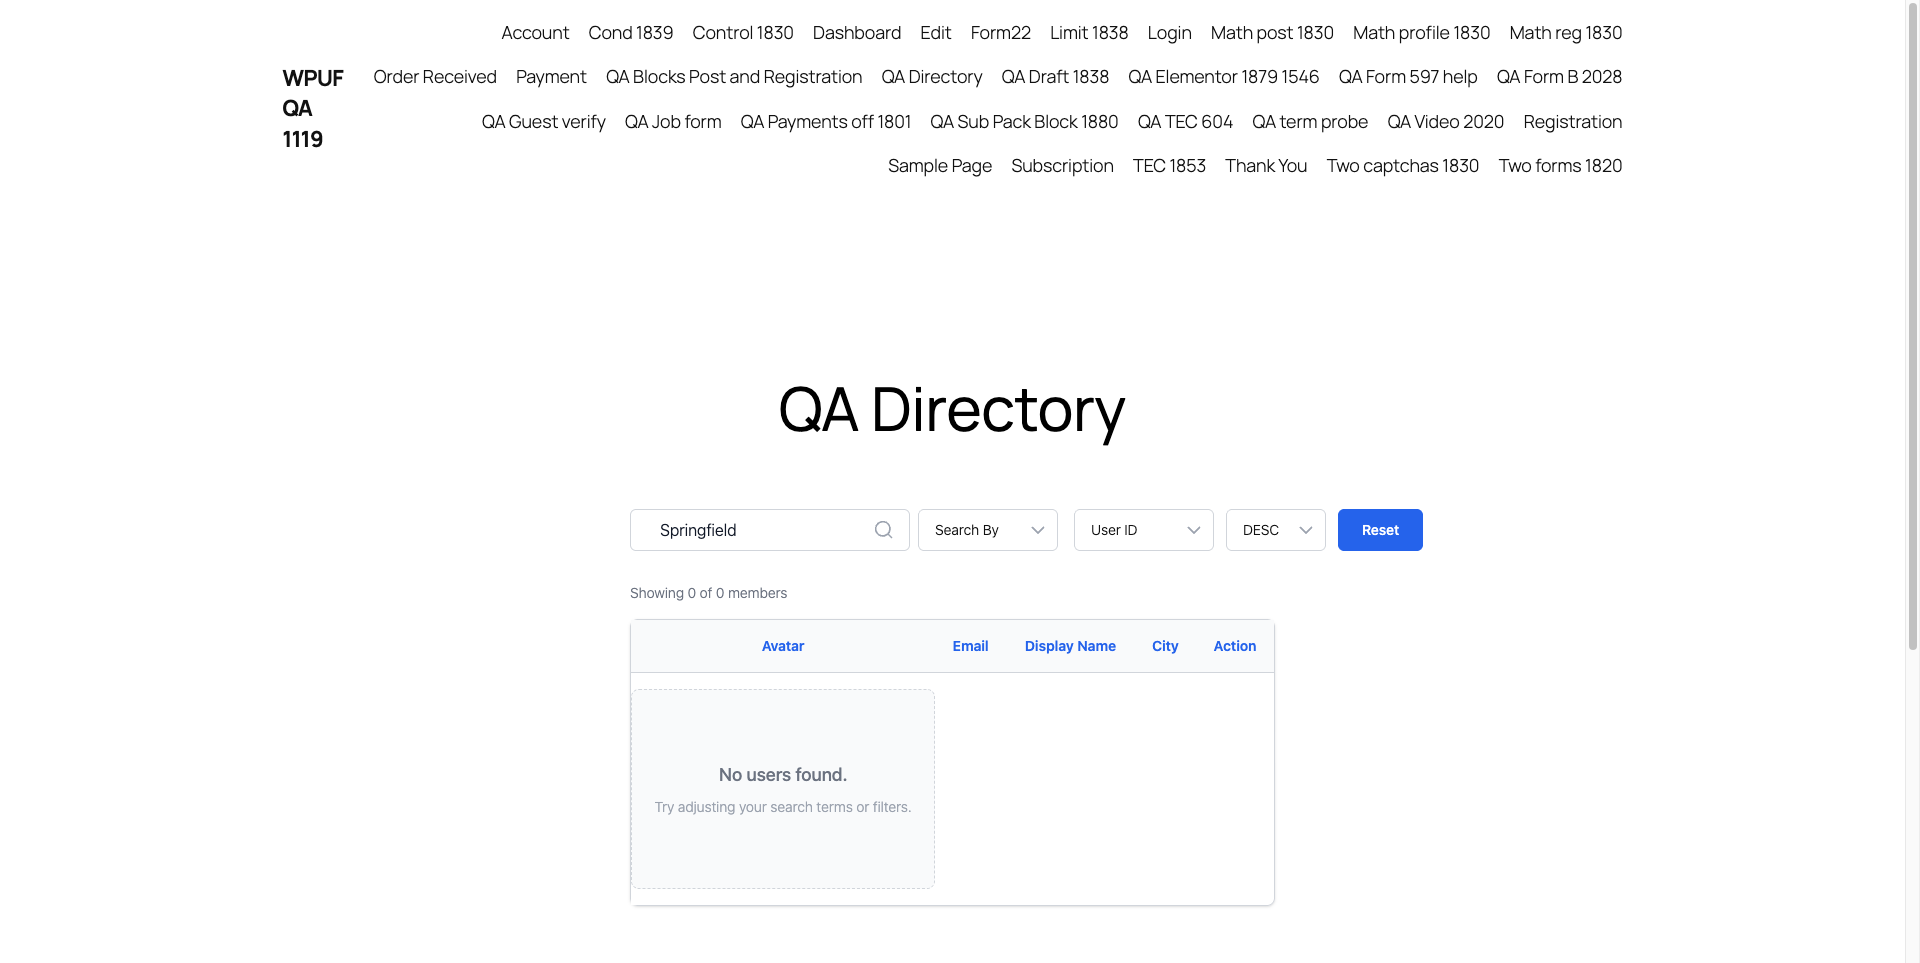 Account Cond 1839 Control 1830 Dashboard Edit Form22 Limit 1838 Login Math post 1830 Math profile 1830 Math reg 1830
WPUF
QA
1119
Order Received Payment QA Blocks Post and Registration QA Directory QA Draft 1838 QA Elementor 1879 1546 QA Form 597 help QA Form B 2028
QA Guest verify QA Job form QA Payments off 1801 QA Sub Pack Block 1880 QA TEC 604 QA term probe QA Video 2020 Registration
Sample Page Subscription TEC 1853 Thank You Two captchas 1830 Two forms 1820
QA Directory
Springfield Search By User ID DESC Reset
Showing 0 of 0 members
Avatar Email Display Name City Action
No users found.
Try adjusting your search terms or filters.